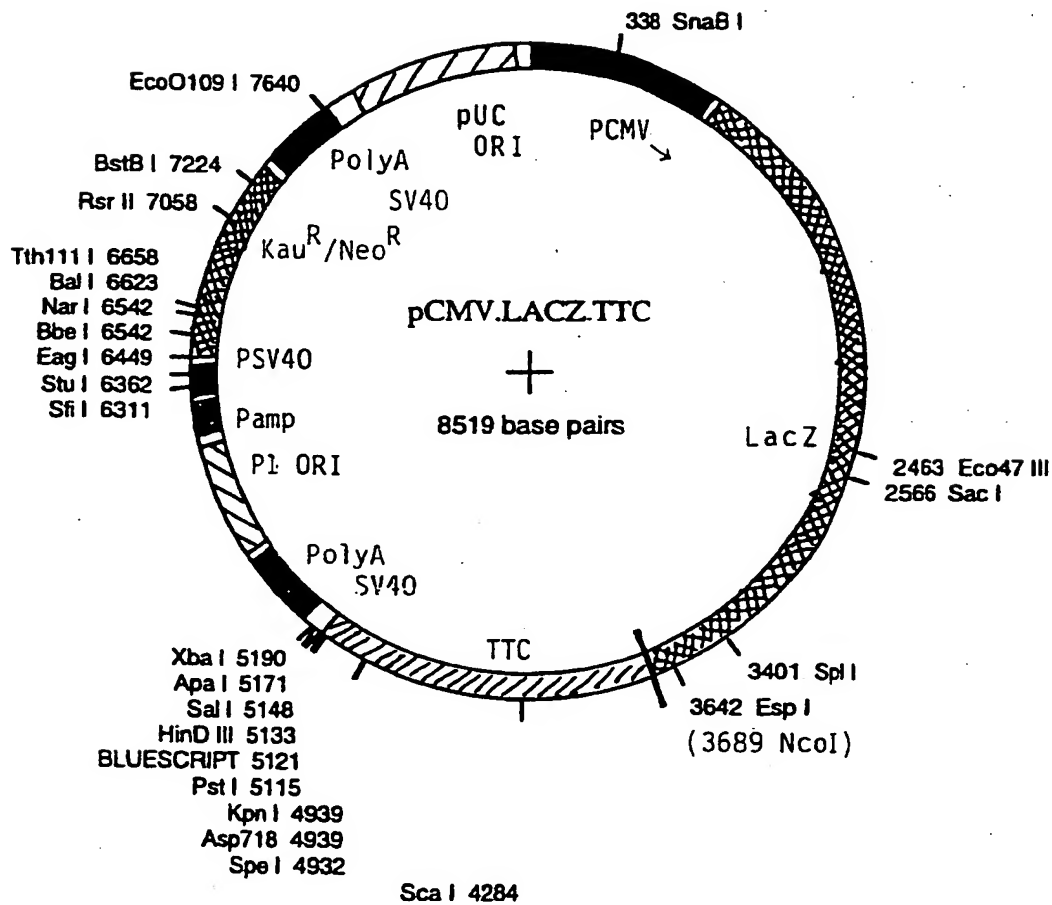 338 SnaB I
EcoO109 I 7640
pUC
ORI
PCMV
→
BstB I 7224
PolyA
SV40
Rsr II 7058
Kau^R/Neo^R
Tth111 I 6658
Bal I 6623
Nar I 6542
Bbe I 6542
Eag I 6449
Stu I 6362
Sfi I 6311
pCMV.LACZ.TTC
8519 base pairs
PSV40
Pamp
P1 ORI
LacZ
2463 Eco47 III
2566 Sac I
PolyA
SV40
TTC
3401 Spl I
3642 Esp I
(3689 NcoI)
Xba I 5190
Apa I 5171
Sal I 5148
HinD III 5133
BLUESCRIPT 5121
Pst I 5115
Kpn I 4939
Asp718 4939
Spe I 4932
Sca I 4284